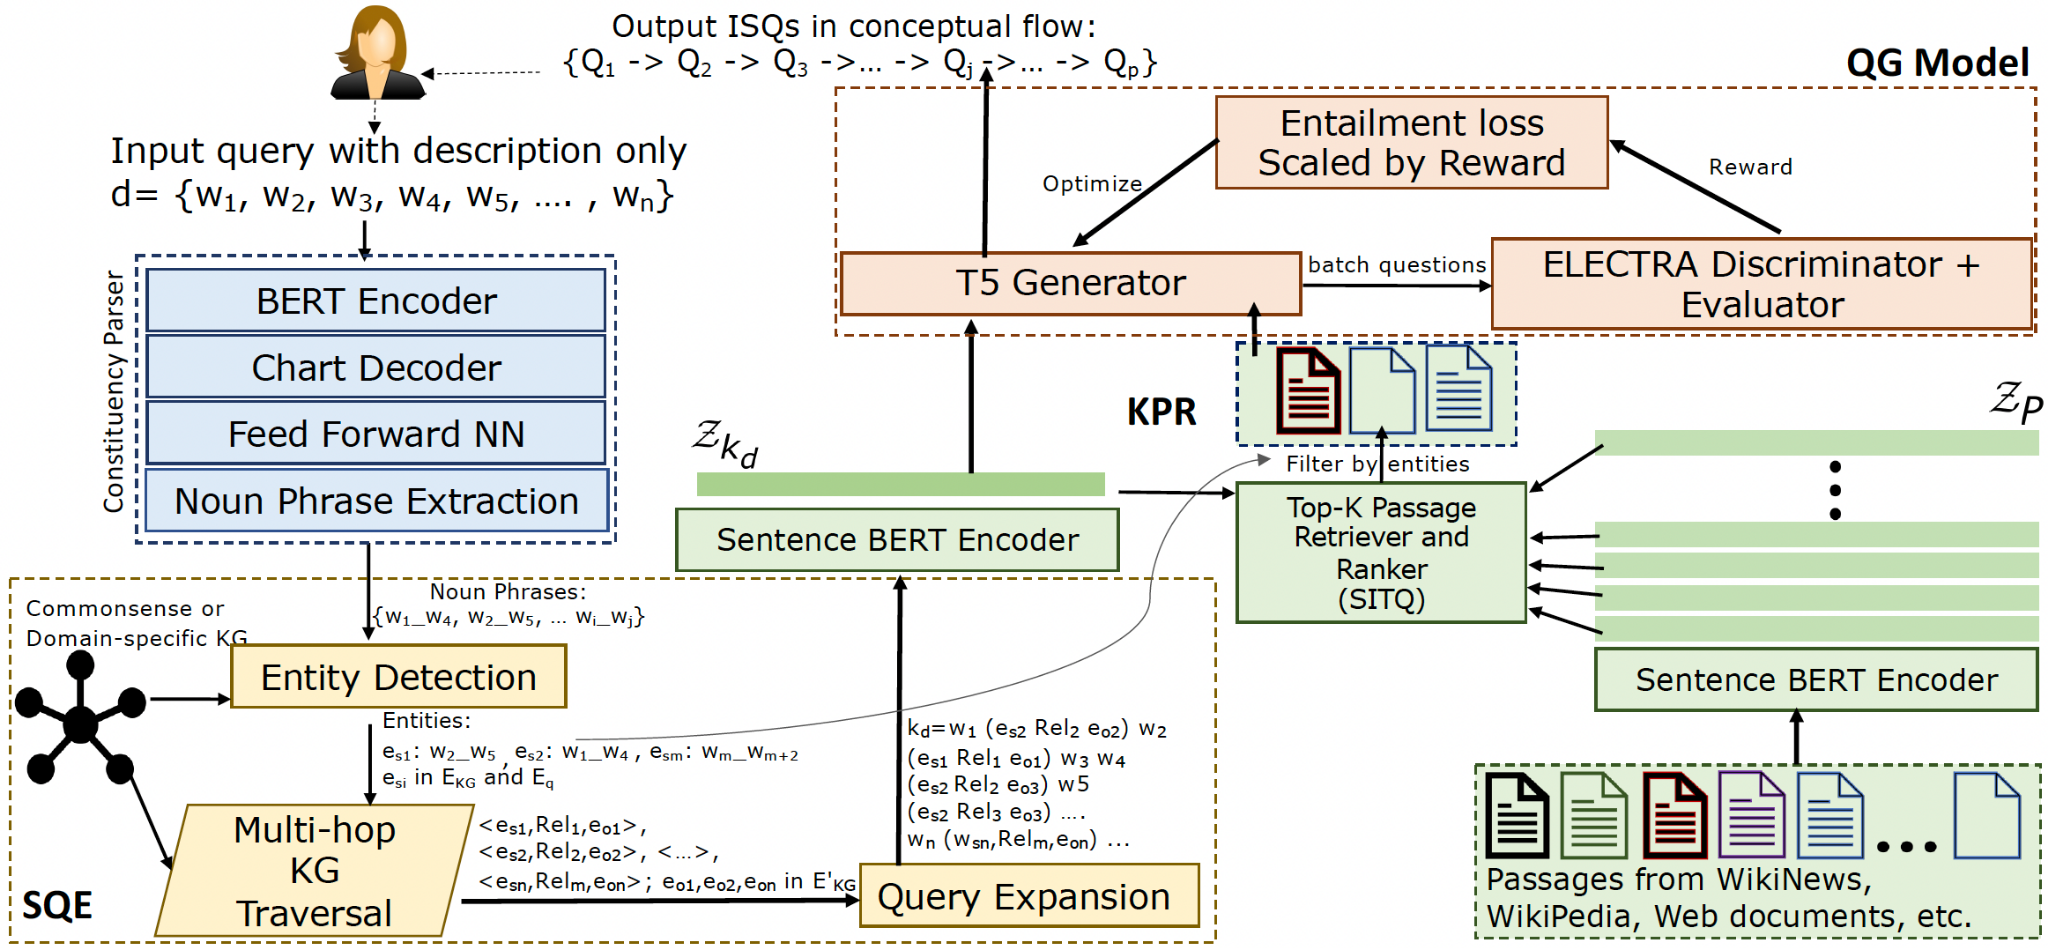 Output ISQs in conceptual flow:
{Q1 -> Q2 -> Q3 ->... -> Qj ->... -> Qp}
QG Model
Input query with description only
d= {w1, w2, w3, w4, w5, .... , wn}
Entailment loss
Scaled by Reward
Optimize
Reward
T5 Generator
batch questions
ELECTRA Discriminator +
Evaluator
Constituency Parser
BERT Encoder
Chart Decoder
Feed Forward NN
Noun Phrase Extraction
KPR
Zkd
ZP
Filter by entities
Sentence BERT Encoder
Top-K Passage
Retriever and
Ranker
(SITQ)
Sentence BERT Encoder
Noun Phrases:
{w1_w4, w2_w5, ... wi_wj}
Commonsense or
Domain-specific KG
Entity Detection
Entities:
es1: w2_w5 , es2: w1_w4 , esm: wm_wm+2
esi in EKG and Eq
Multi-hop
KG
Traversal
<es1,Rel1,eo1>,
<es2,Rel2,eo2>, <...>,
<esn,Relm,eon>; eo1,eo2,eon in E'KG
SQE
kd=w1 (es2 Rel2 eo2) w2
(es1 Rel1 eo1) w3 w4
(es2 Rel2 eo3) w5
(es2 Rel3 eo3) ....
wn (wsn,Relm,eon) ...
Query Expansion
Passages from WikiNews,
WikiPedia, Web documents, etc.